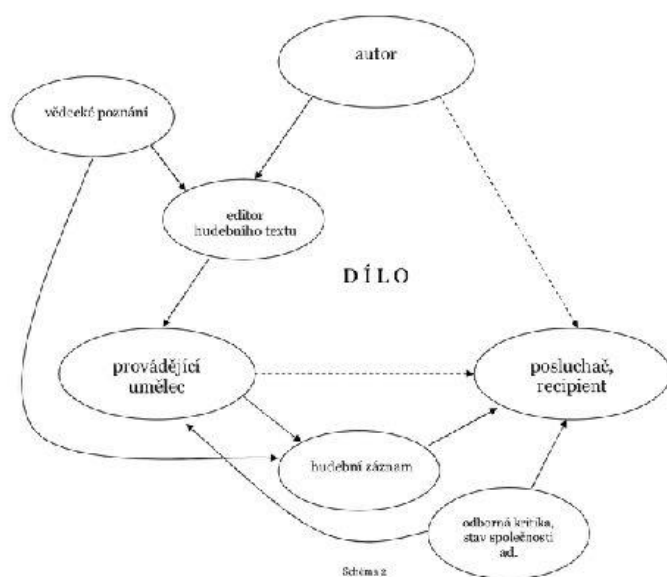 autor
vědecké poznání
editor
hudebního textu
DÍLO
provádějící
umělec
posluchač,
recipient
hudební záznam
odborná kritika,
stav společnosti
ad.
Schéma 2